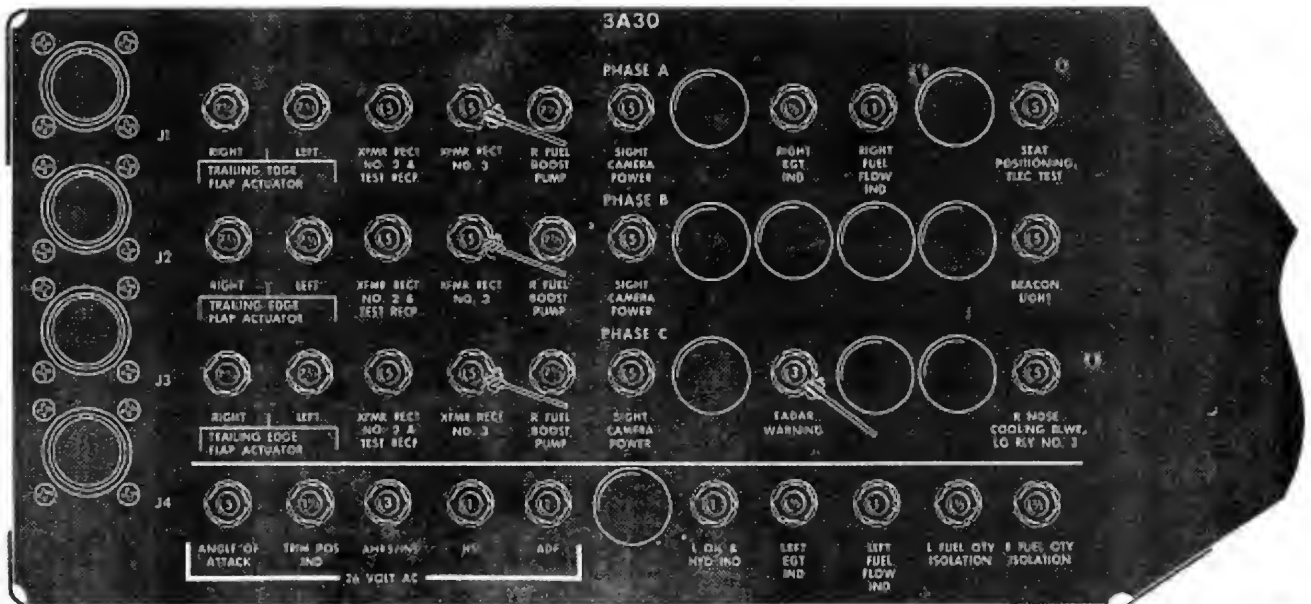 3A30
PHASE A
J1
RIGHT LEFT XFMR RECT XFMR RECT R FUEL SIGHT RIGHT RIGHT SEAT
NO. 2 & NO. 3 BOOST CAMERA EGT FUEL POSITIONING,
TRAILING EDGE TEST RECP PUMP POWER IND FLOW ELEC TEST
FLAP ACTUATOR IND
PHASE B
J2
RIGHT LEFT XFMR RECT XFMR RECT R FUEL SIGHT BEACON
NO. 2 & NO. 3 BOOST CAMERA LIGHT
TRAILING EDGE TEST RECP PUMP POWER
FLAP ACTUATOR
PHASE C
J3
RIGHT LEFT XFMR RECT XFMR RECT R FUEL SIGHT RADAR R NOSE
NO. 2 & NO. 3 BOOST CAMERA WARNING COOLING BLWR,
TRAILING EDGE TEST RECP PUMP POWER LO RLY NO. 3
FLAP ACTUATOR
J4
ANGLE OF TRIM POS AHRS/INS HSI ADF L OIL & LEFT LEFT L FUEL QTY R FUEL QTY
ATTACK IND HYD IND EGT FUEL ISOLATION ISOLATION
IND FLOW
26 VOLT AC IND